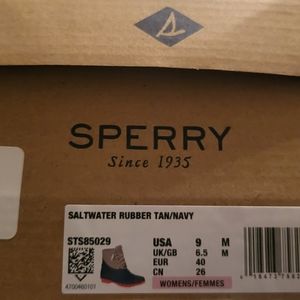 SPERRY
Since 1935
SALTWATER RUBBER TAN/NAVY
STS85029 USA 9 M
UK/GB 6.5 M
EUR 40
CN 26
4700460101 WOMENS/FEMMES